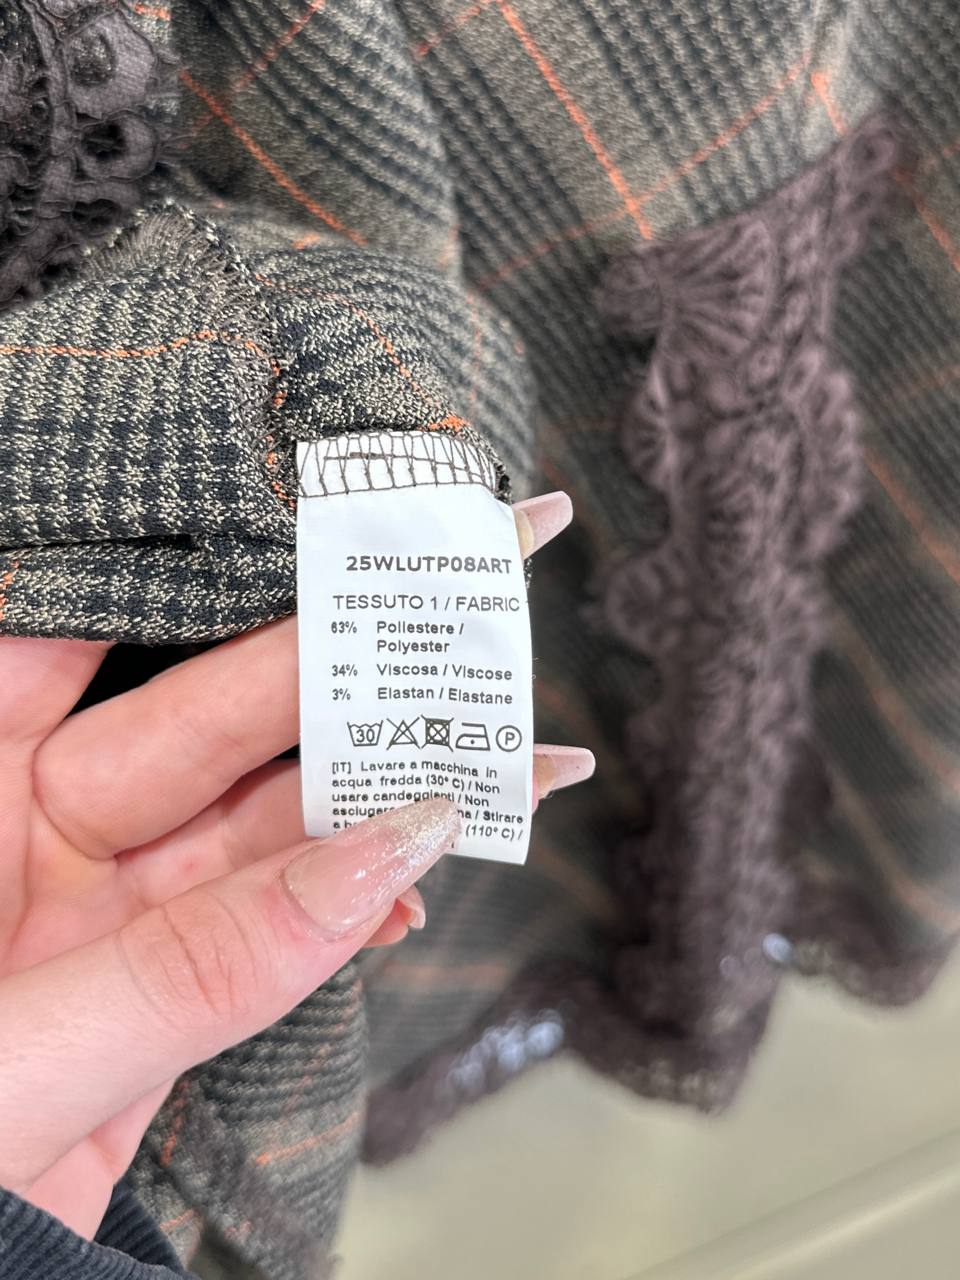 25WLUTP08ART
TESSUTO 1 / FABRIC
63% Poliestere /
Polyester
34% Viscosa / Viscose
3% Elastan / Elastane
30 P
[IT] Lavare a macchina in
acqua fredda (30° C) / Non
usare candeggianti / Non
/ Stirare
a (110° C) /